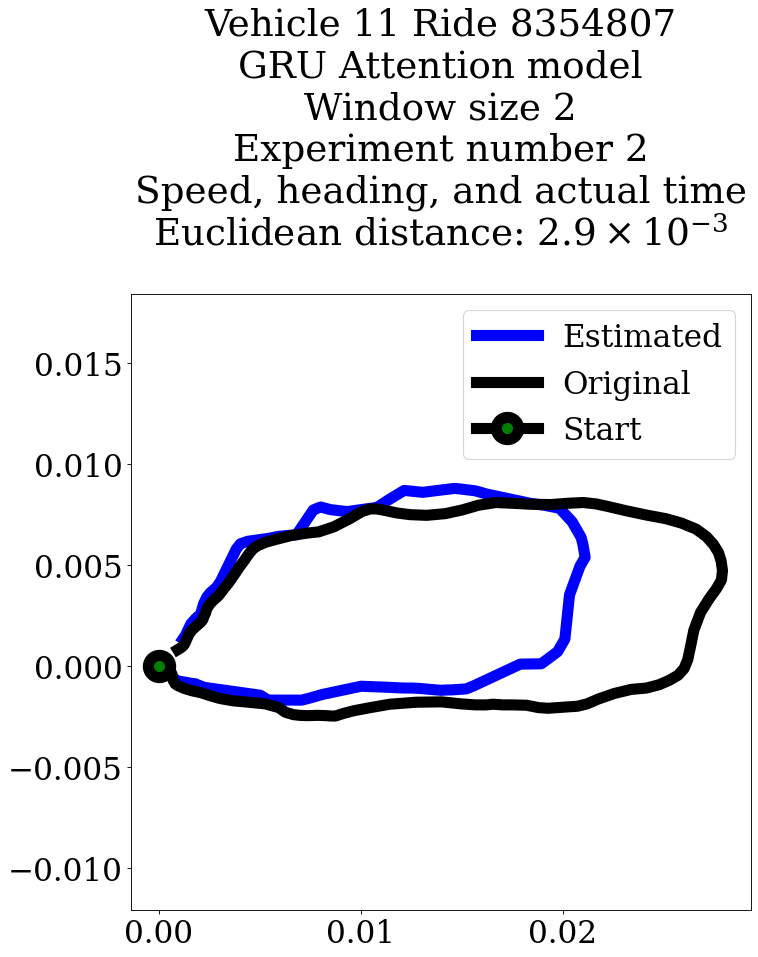 Vehicle 11 Ride 8354807
GRU Attention model
Window size 2
Experiment number 2
Speed, heading, and actual time
Euclidean distance: 2.9 × 10⁻³
Estimated
Original
Start
0.015
0.010
0.005
0.000
−0.005
−0.010
0.00
0.01
0.02